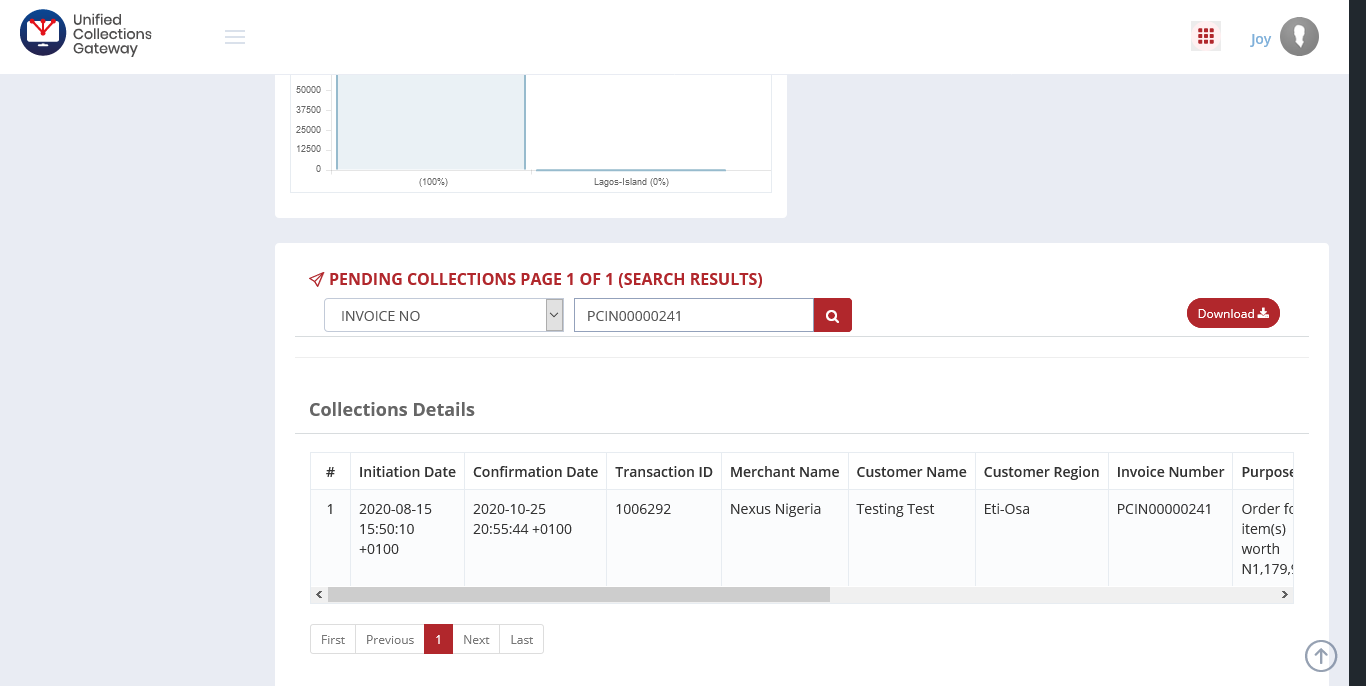 Unified
Collections
Gateway
Joy
50000
37500
25000
12500
0
(100%)
Lagos-Island (0%)
PENDING COLLECTIONS PAGE 1 OF 1 (SEARCH RESULTS)
INVOICE NO
PCIN00000241
Download
Collections Details
# Initiation Date Confirmation Date Transaction ID Merchant Name Customer Name Customer Region Invoice Number Purpose
1 2020-08-15 2020-10-25 1006292 Nexus Nigeria Testing Test Eti-Osa PCIN00000241 Order fo
15:50:10 20:55:44 +0100 item(s)
+0100 worth
N1,179,9
First Previous 1 Next Last